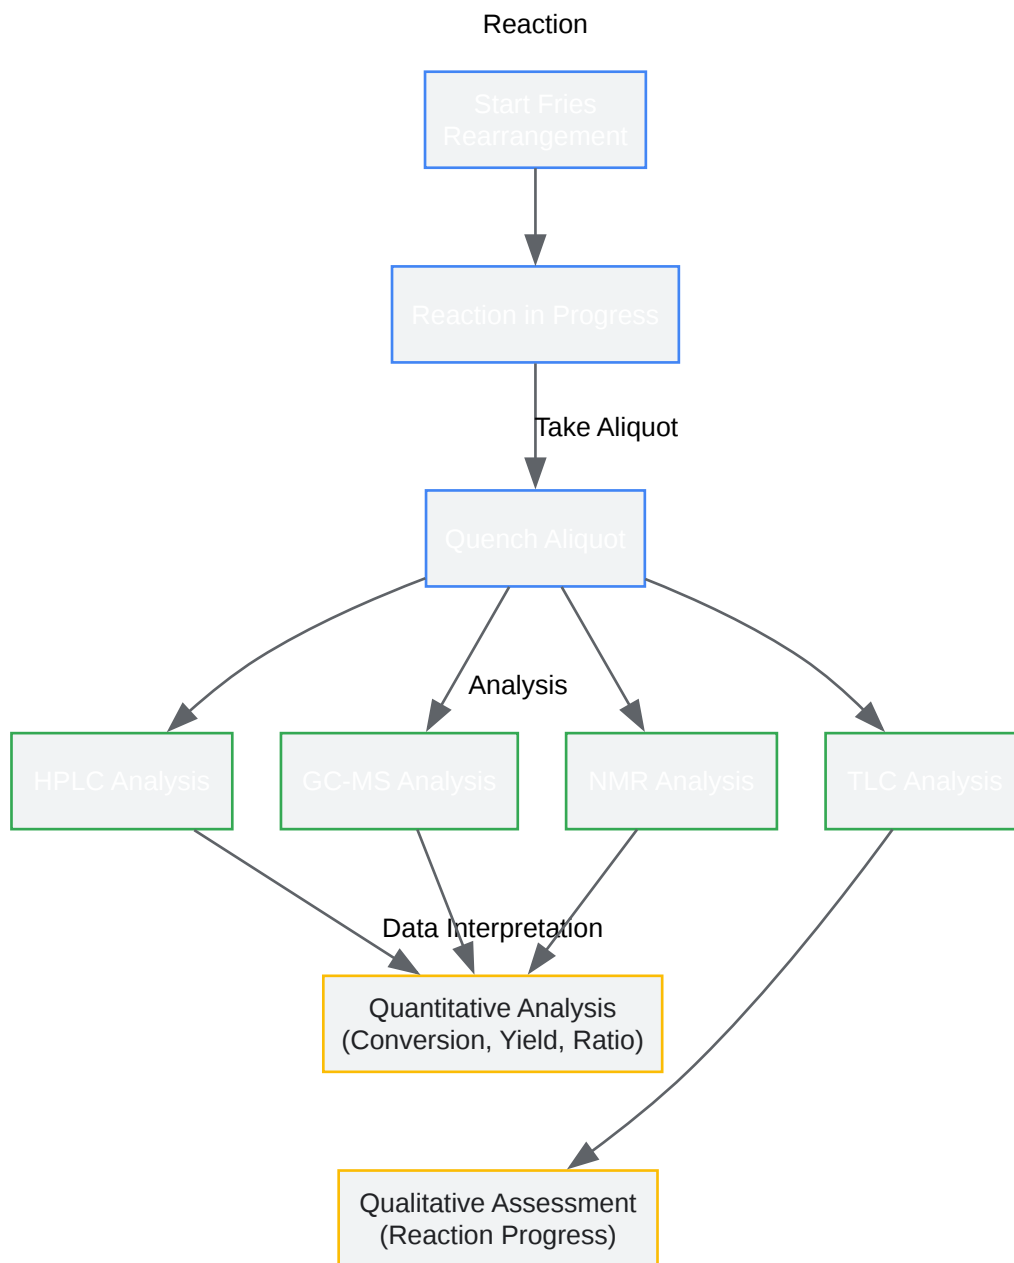 Reaction
Start Fries
Rearrangement
Reaction in Progress
Take Aliquot
Quench Aliquot
Analysis
HPLC Analysis
GC-MS Analysis
NMR Analysis
TLC Analysis
Data Interpretation
Quantitative Analysis
(Conversion, Yield, Ratio)
Qualitative Assessment
(Reaction Progress)